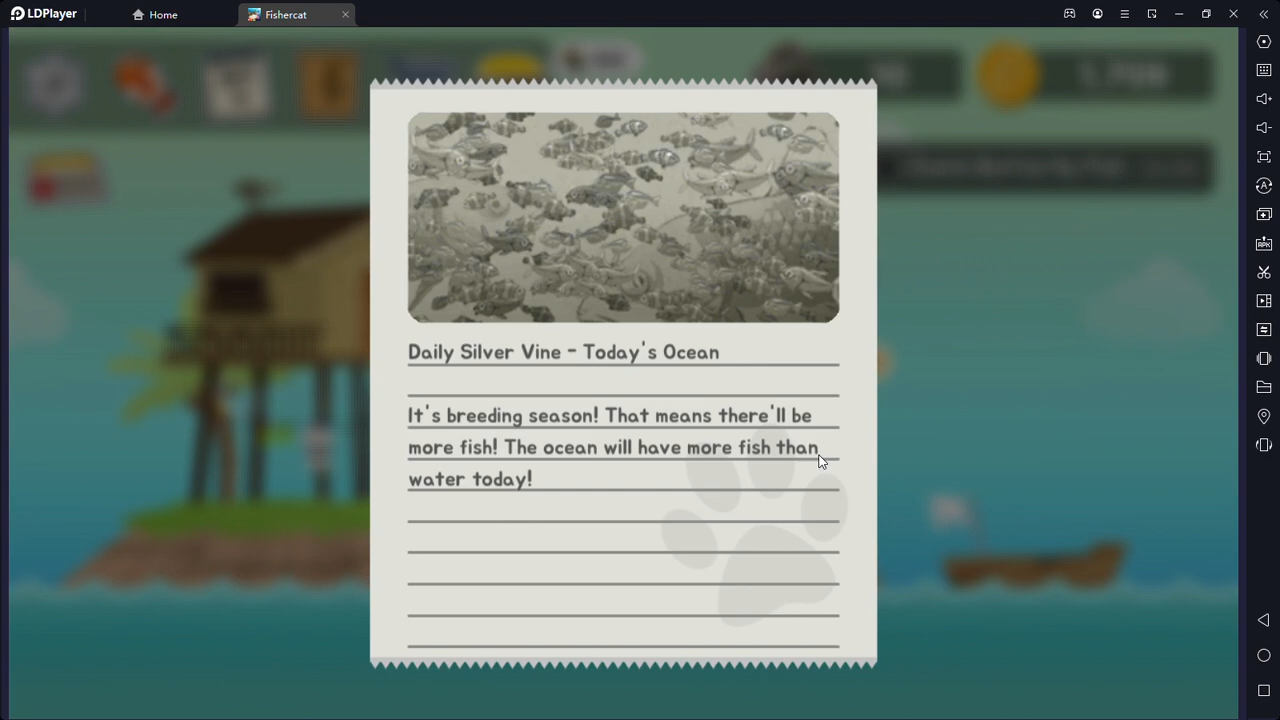 LDPlayer
Home
Fishercat
Daily Silver Vine - Today's Ocean
It's breeding season! That means there'll be
more fish! The ocean will have more fish than
water today!